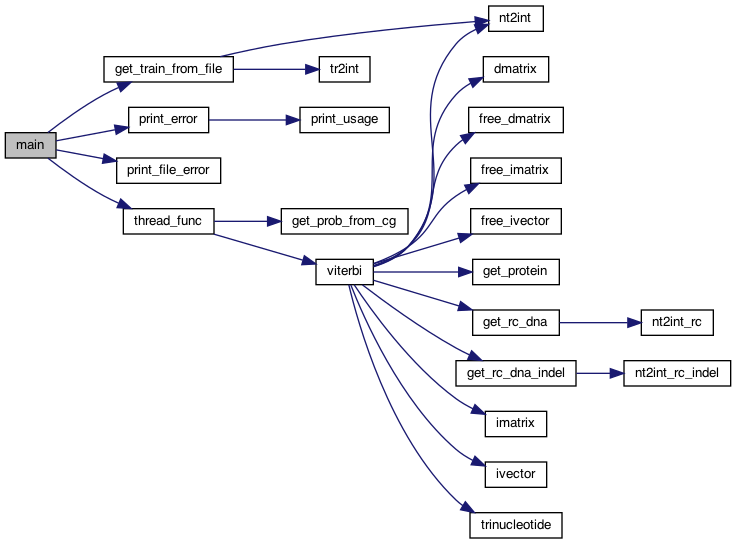 main
get_train_from_file
print_error
print_file_error
thread_func
tr2int
print_usage
get_prob_from_cg
viterbi
nt2int
dmatrix
free_dmatrix
free_imatrix
free_ivector
get_protein
get_rc_dna
get_rc_dna_indel
imatrix
ivector
trinucleotide
nt2int_rc
nt2int_rc_indel